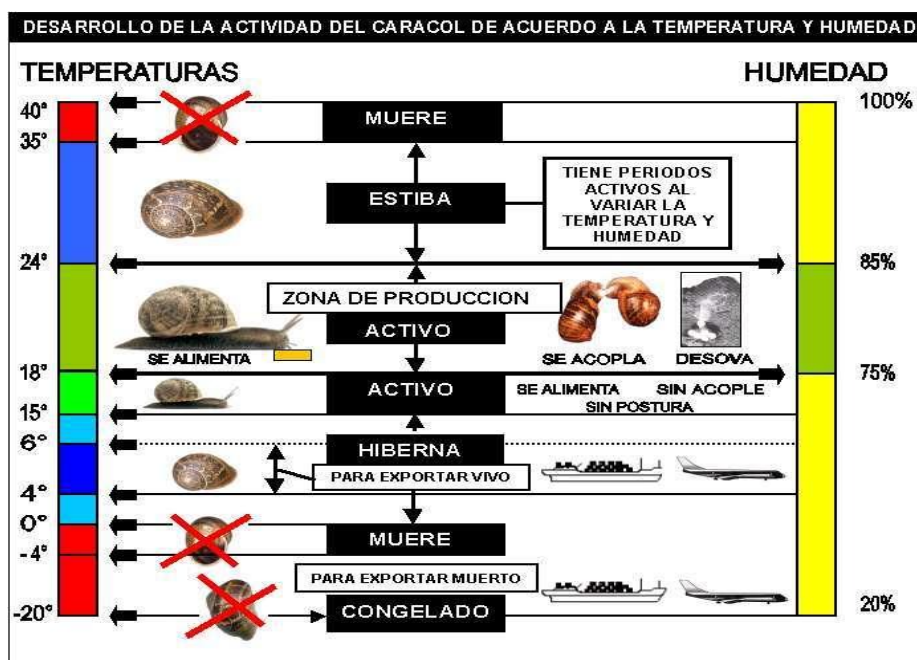 DESARROLLO DE LA ACTIVIDAD DEL CARACOL DE ACUERDO A LA TEMPERATURA Y HUMEDAD
TEMPERATURAS
HUMEDAD
40°
MUERE
100%
35°
ESTIBA
TIENE PERIODOS
ACTIVOS AL
VARIAR LA
TEMPERATURA Y
HUMEDAD
24°
85%
ZONA DE PRODUCCION
ACTIVO
SE ALIMENTA
SE ACOPLA
DESOVA
18°
75%
ACTIVO
SE ALIMENTA
SIN ACOPLE
SIN POSTURA
15°
6°
HIBERNA
PARA EXPORTAR VIVO
4°
0°
MUERE
-4°
PARA EXPORTAR MUERTO
-20°
CONGELADO
20%